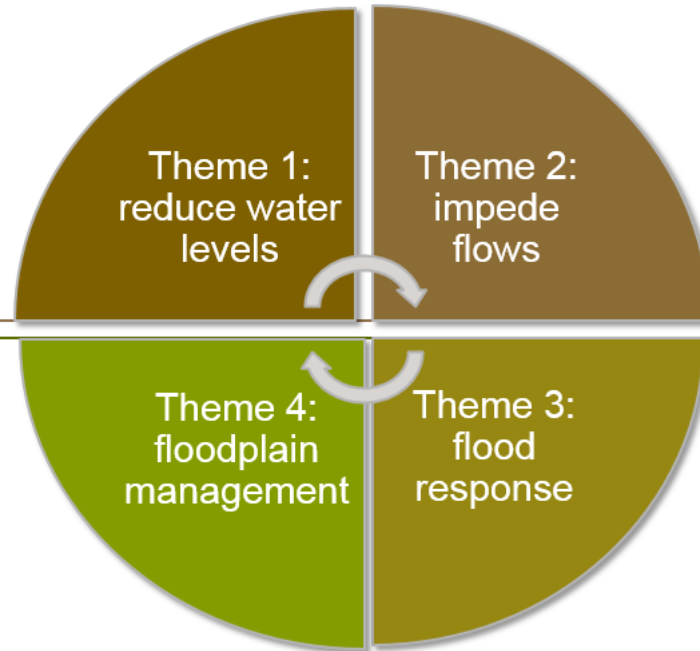 Theme 1:
reduce water
levels
Theme 2:
impede
flows
Theme 4:
floodplain
management
Theme 3:
flood
response